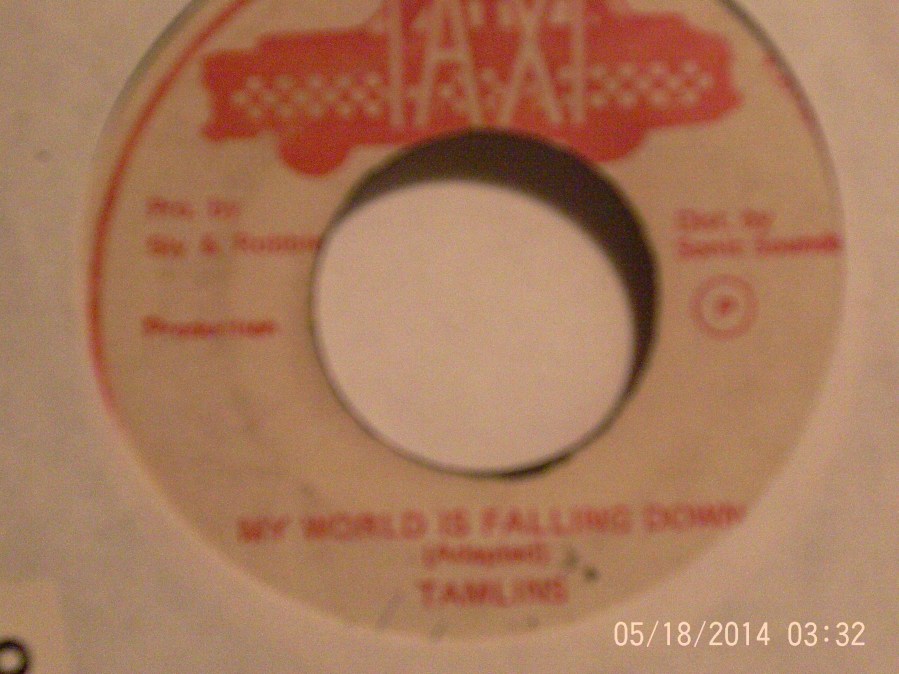 TAXI
Pro. by
Sly & Robbie
Dist. by
Sonic Sounds
Production
P
MY WORLD IS FALLING DOWN
(Adapted)
TAMLINS
05/18/2014 03:32